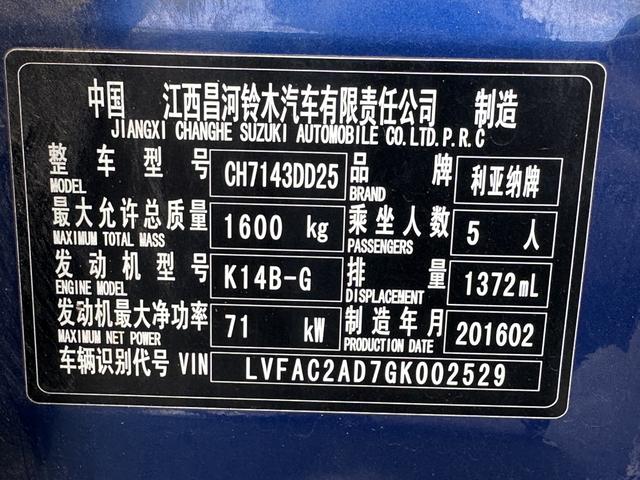 中国 江西昌河铃木汽车有限责任公司 制造
JIANGXI CHANGHE SUZUKI AUTOMOBILE CO.LTD.P.R.C
整车型号 CH7143DD25 品牌 利亚纳牌
MODEL BRAND
最大允许总质量 1600 kg 乘坐人数 5 人
MAXIMUM TOTAL MASS PASSENGERS
发动机型号 K14B-G 排量 1372mL
ENGINE MODEL DISPLACEMENT
发动机最大净功率 71 kW 制造年月 201602
MAXIMUM NET POWER PRODUCTION DATE
车辆识别代号 VIN LVFAC2AD7GK002529